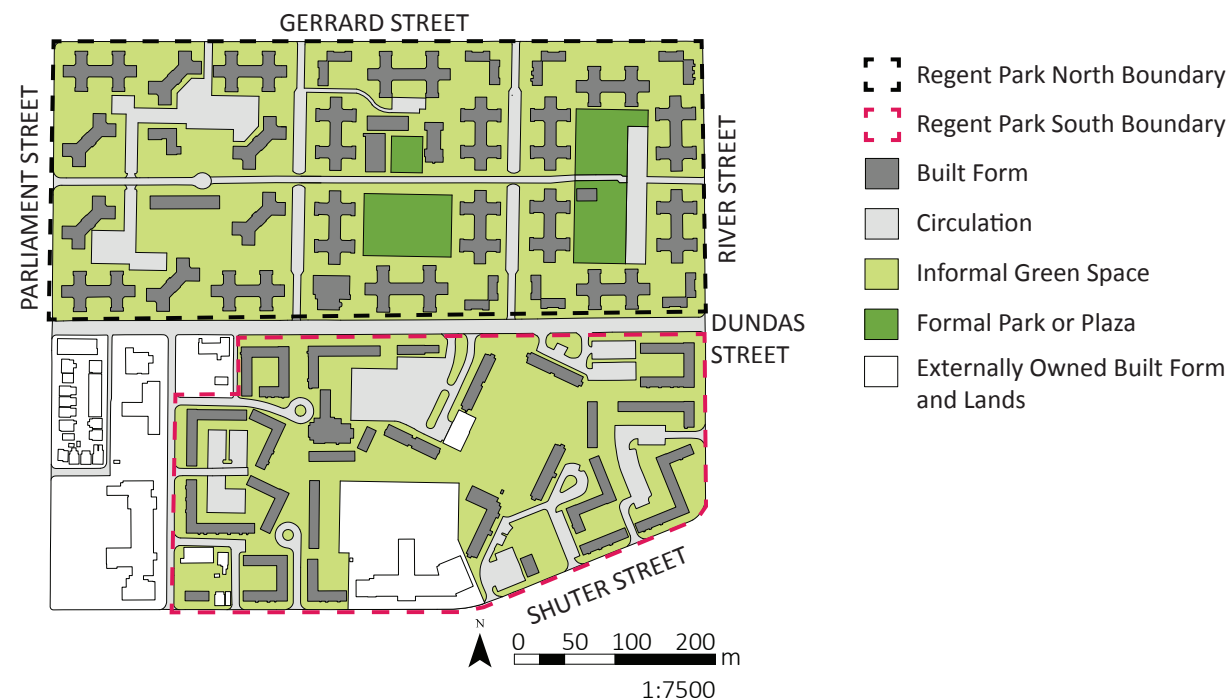 GERRARD STREET
PARLIAMENT STREET
RIVER STREET
DUNDAS
STREET
SHUTER STREET
N
0 50 100 200 m
1:7500
Regent Park North Boundary
Regent Park South Boundary
Built Form
Circulation
Informal Green Space
Formal Park or Plaza
Externally Owned Built Form
and Lands